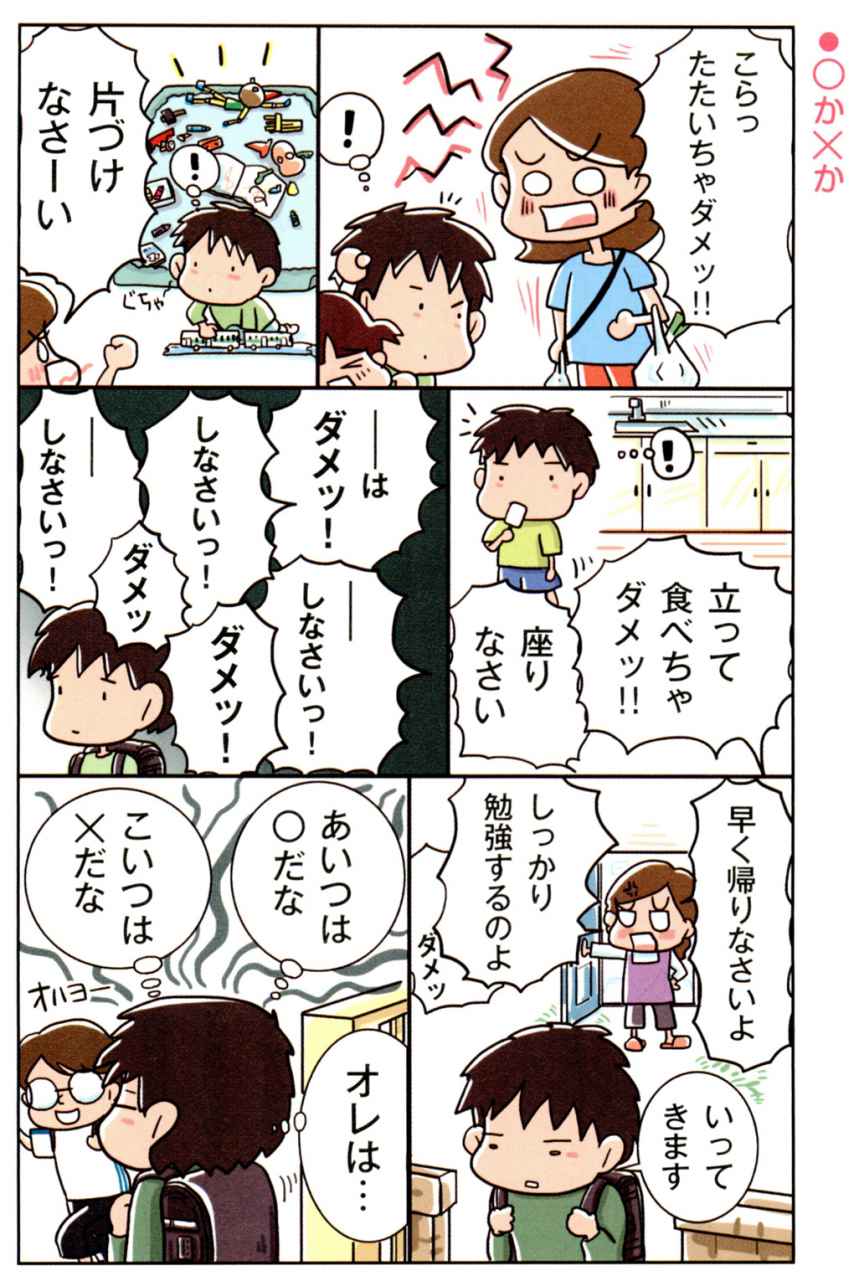 ●○か×か
こらっ
たたいちゃダメッ!!
!
片づけ
なさーい
!
じちゃ
!
立って
食べちゃ
ダメッ!!
座り
なさい
――は
ダメッ!
――
しなさいっ!
しなさいっ!
ダメッ!
ダメッ
――
しなさいっ!
早く帰りなさいよ
しっかり
勉強するのよ
ダメッ
いって
きます
あいつは
○だな
こいつは
×だな
オハヨー
オレは…